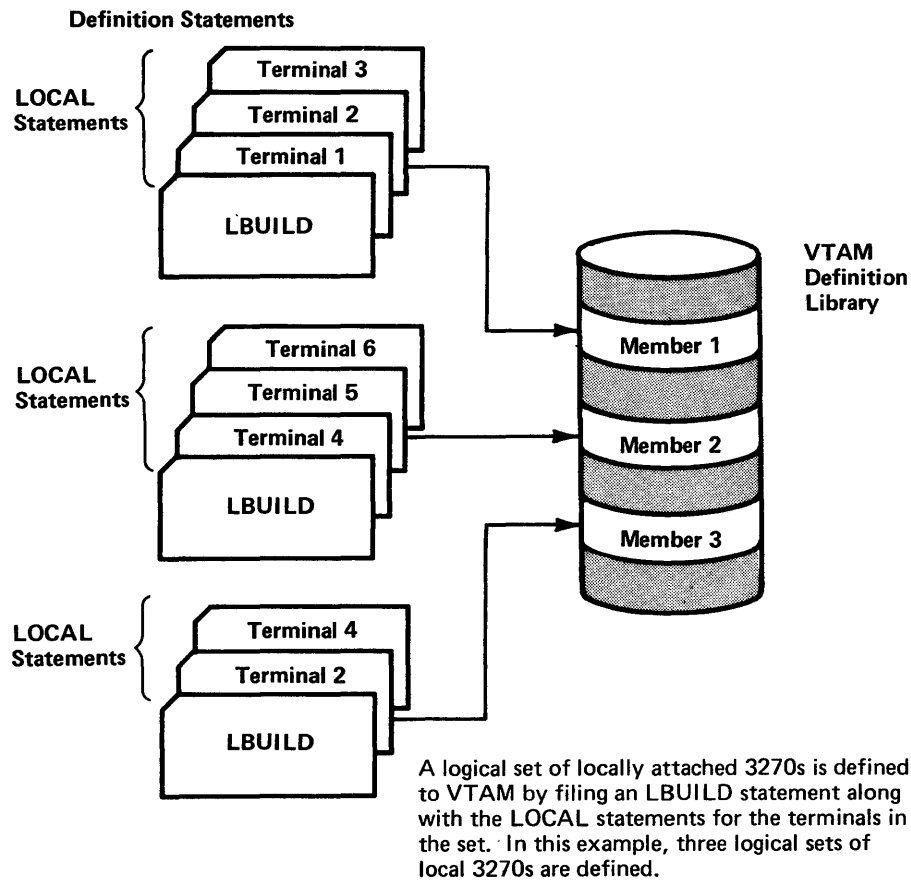 Definition Statements
LOCAL
Statements
Terminal 3
Terminal 2
Terminal 1
LBUILD
VTAM
Definition
Library
Member 1
LOCAL
Statements
Terminal 6
Terminal 5
Terminal 4
LBUILD
Member 2
Member 3
LOCAL
Statements
Terminal 4
Terminal 2
LBUILD
A logical set of locally attached 3270s is defined
to VTAM by filing an LBUILD statement along
with the LOCAL statements for the terminals in
the set. In this example, three logical sets of
local 3270s are defined.